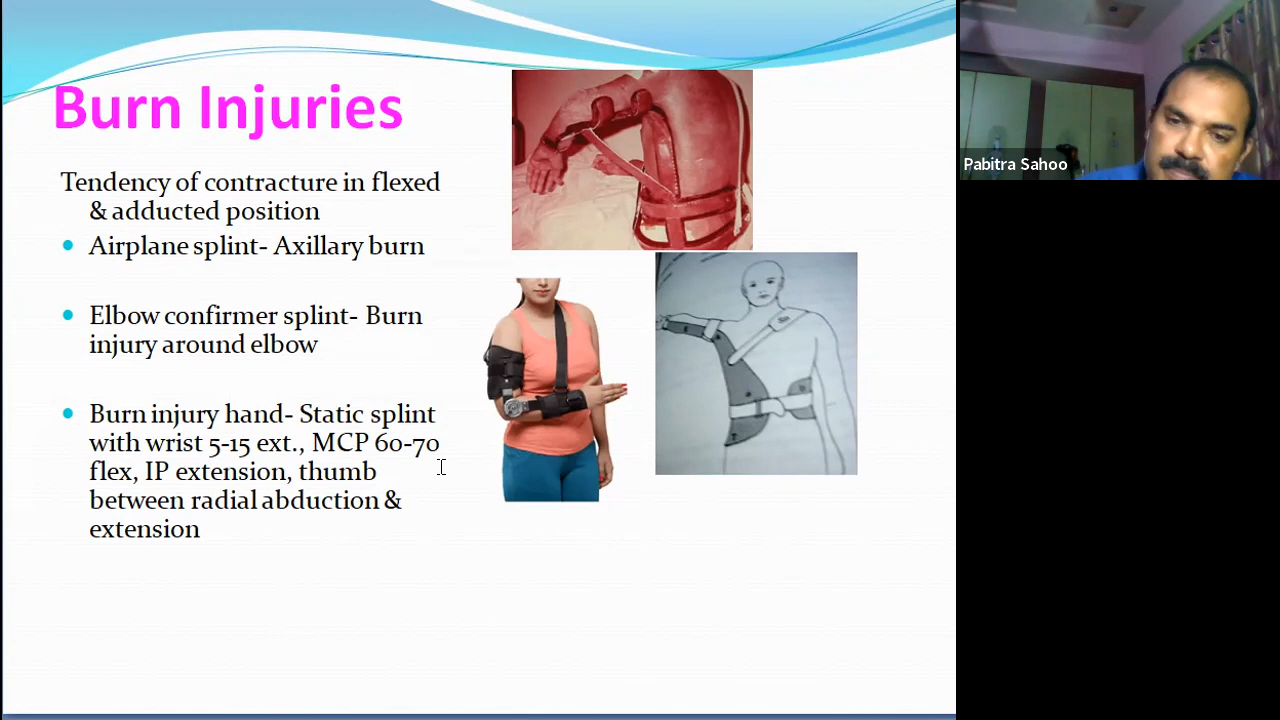 Burn Injuries
Tendency of contracture in flexed
& adducted position
Airplane splint- Axillary burn
Elbow confirmer splint- Burn
injury around elbow
Burn injury hand- Static splint
with wrist 5-15 ext., MCP 60-70
flex, IP extension, thumb
between radial abduction &
extension
Pabitra Sahoo